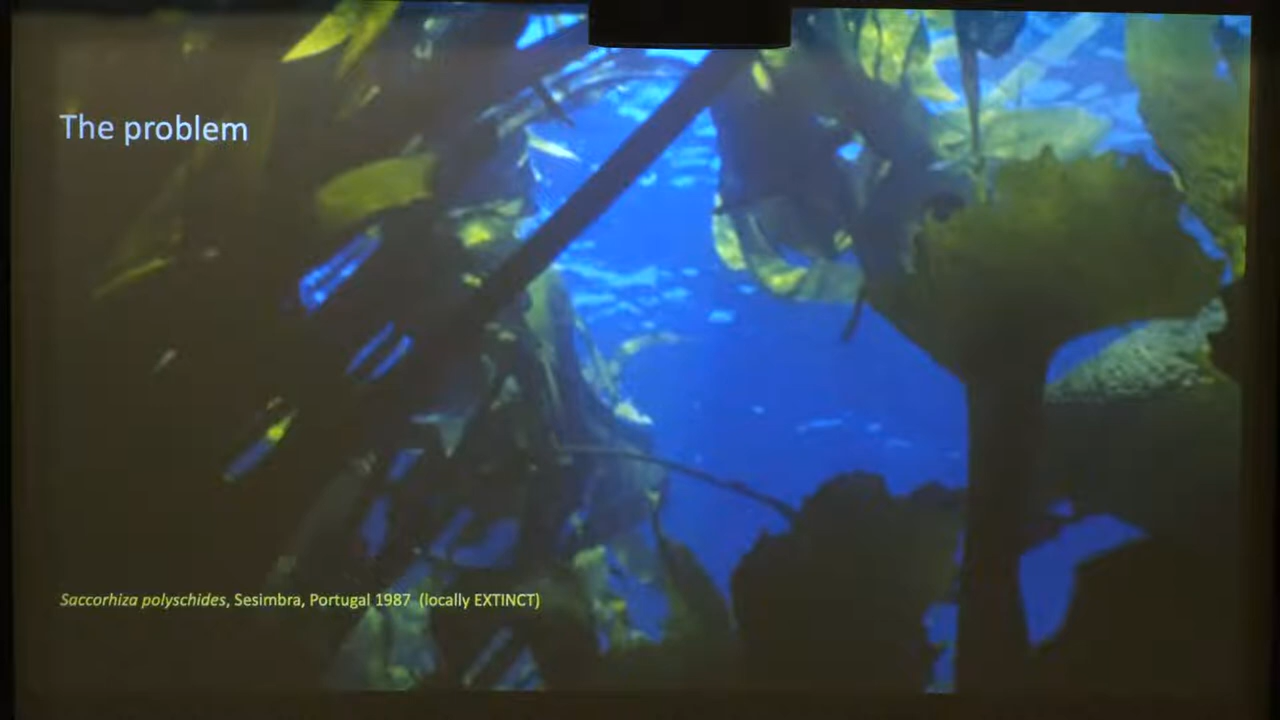 The problem
Saccorhiza polyschides, Sesimbra, Portugal 1987 (locally EXTINCT)